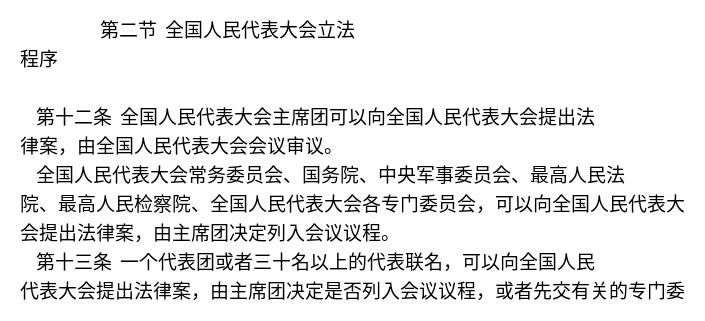 第二节 全国人民代表大会立法
程序
第十二条 全国人民代表大会主席团可以向全国人民代表大会提出法
律案，由全国人民代表大会会议审议。
全国人民代表大会常务委员会、国务院、中央军事委员会、最高人民法
院、最高人民检察院、全国人民代表大会各专门委员会，可以向全国人民代表大
会提出法律案，由主席团决定列入会议议程。
第十三条 一个代表团或者三十名以上的代表联名，可以向全国人民
代表大会提出法律案，由主席团决定是否列入会议议程，或者先交有关的专门委